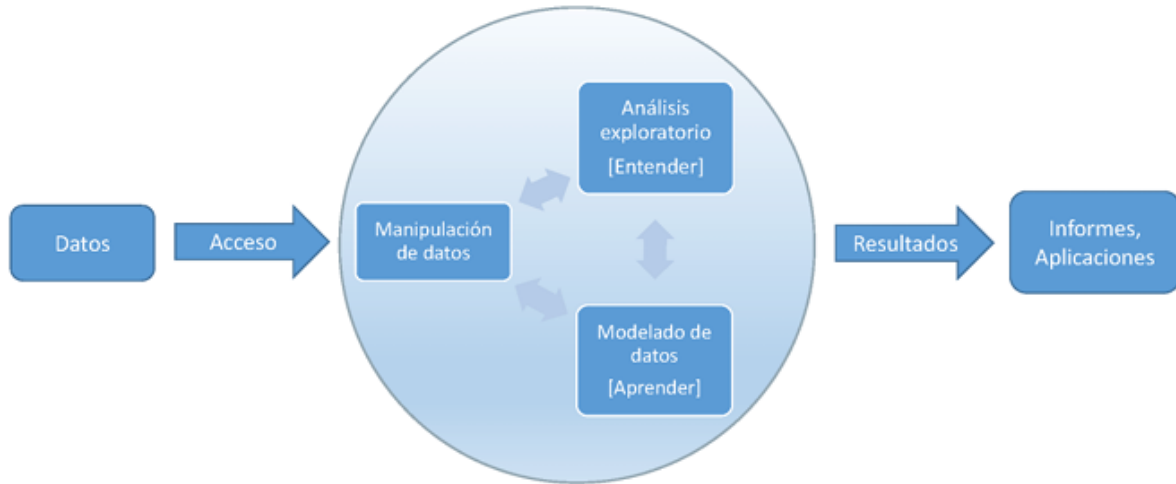 Datos
Acceso
Manipulación
de datos
Análisis
exploratorio
[Entender]
Modelado de
datos
[Aprender]
Resultados
Informes,
Aplicaciones